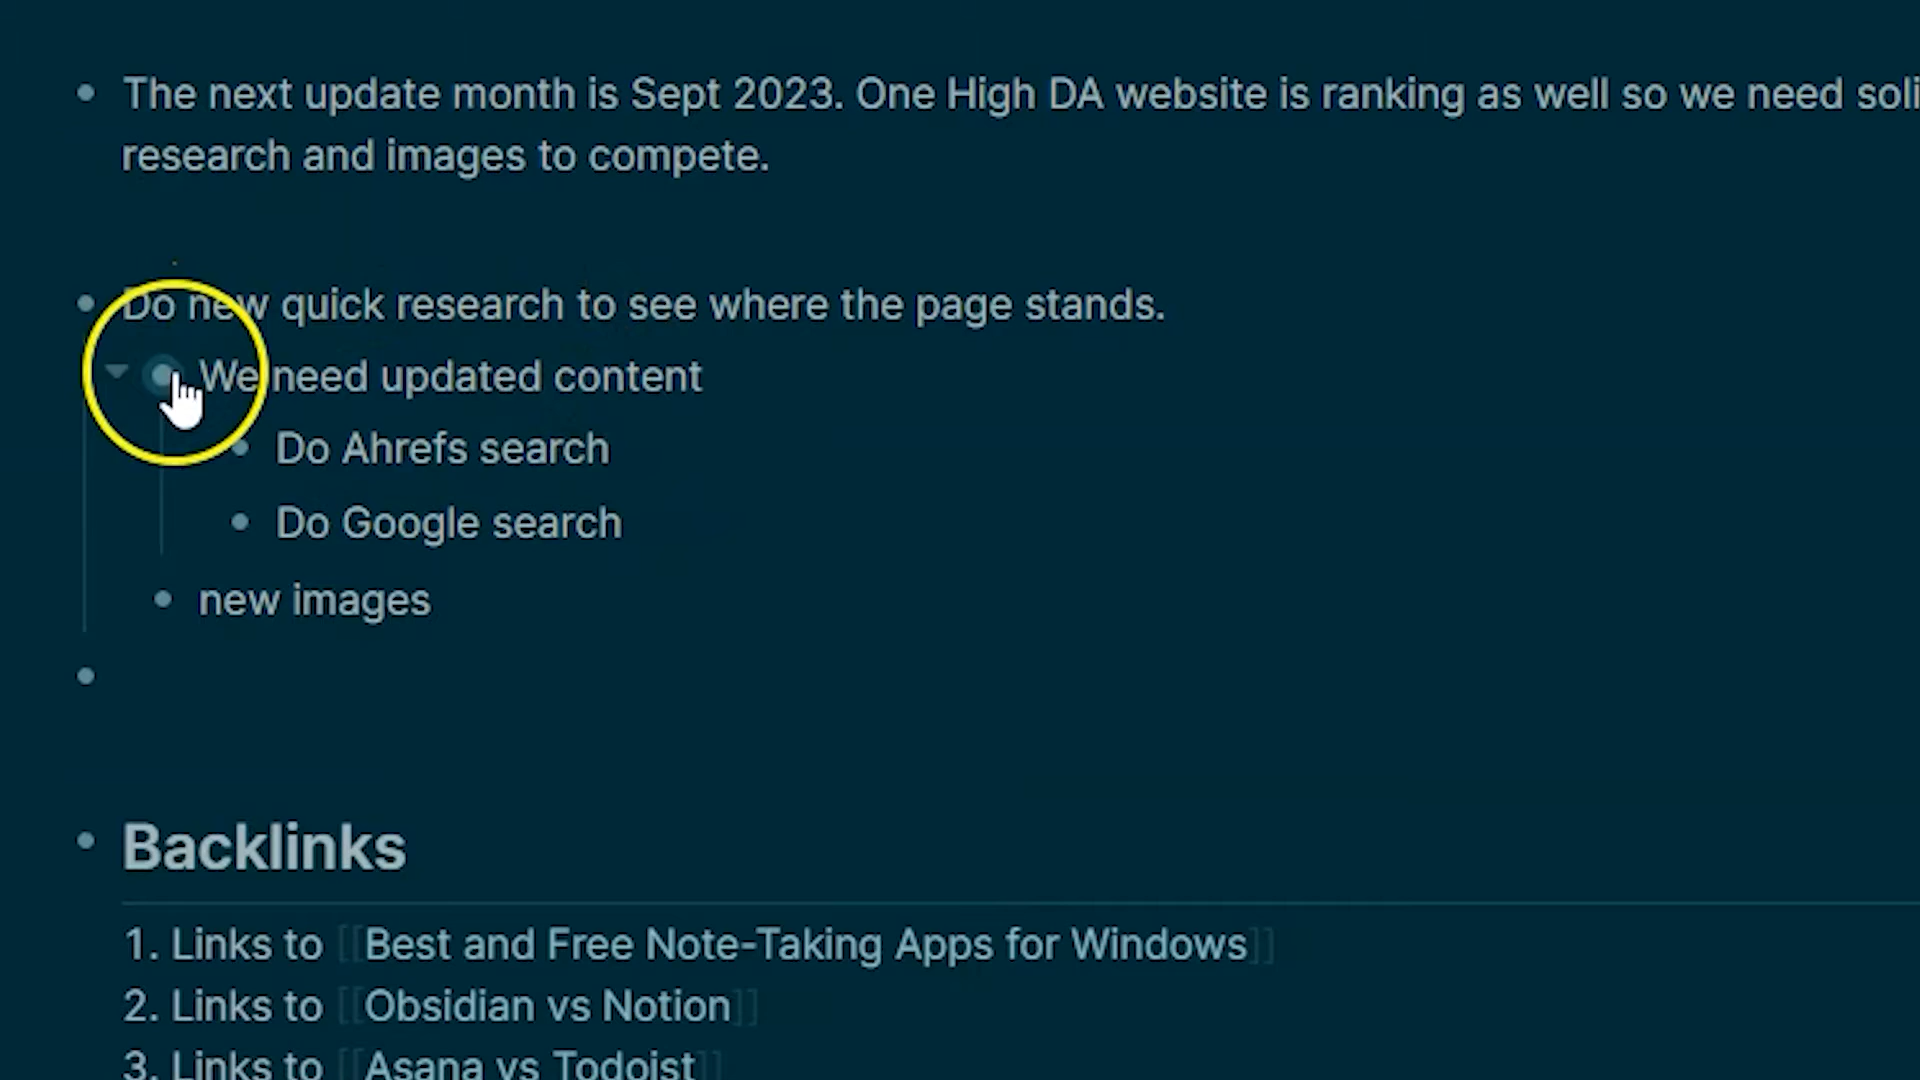 The next update month is Sept 2023. One High DA website is ranking as well so we need soli
research and images to compete.
Do new quick research to see where the page stands.
We need updated content
Do Ahrefs search
Do Google search
new images
Backlinks
1. Links to [[Best and Free Note-Taking Apps for Windows]]
2. Links to [[Obsidian vs Notion]]
3. Links to [[Asana vs Todoist]]